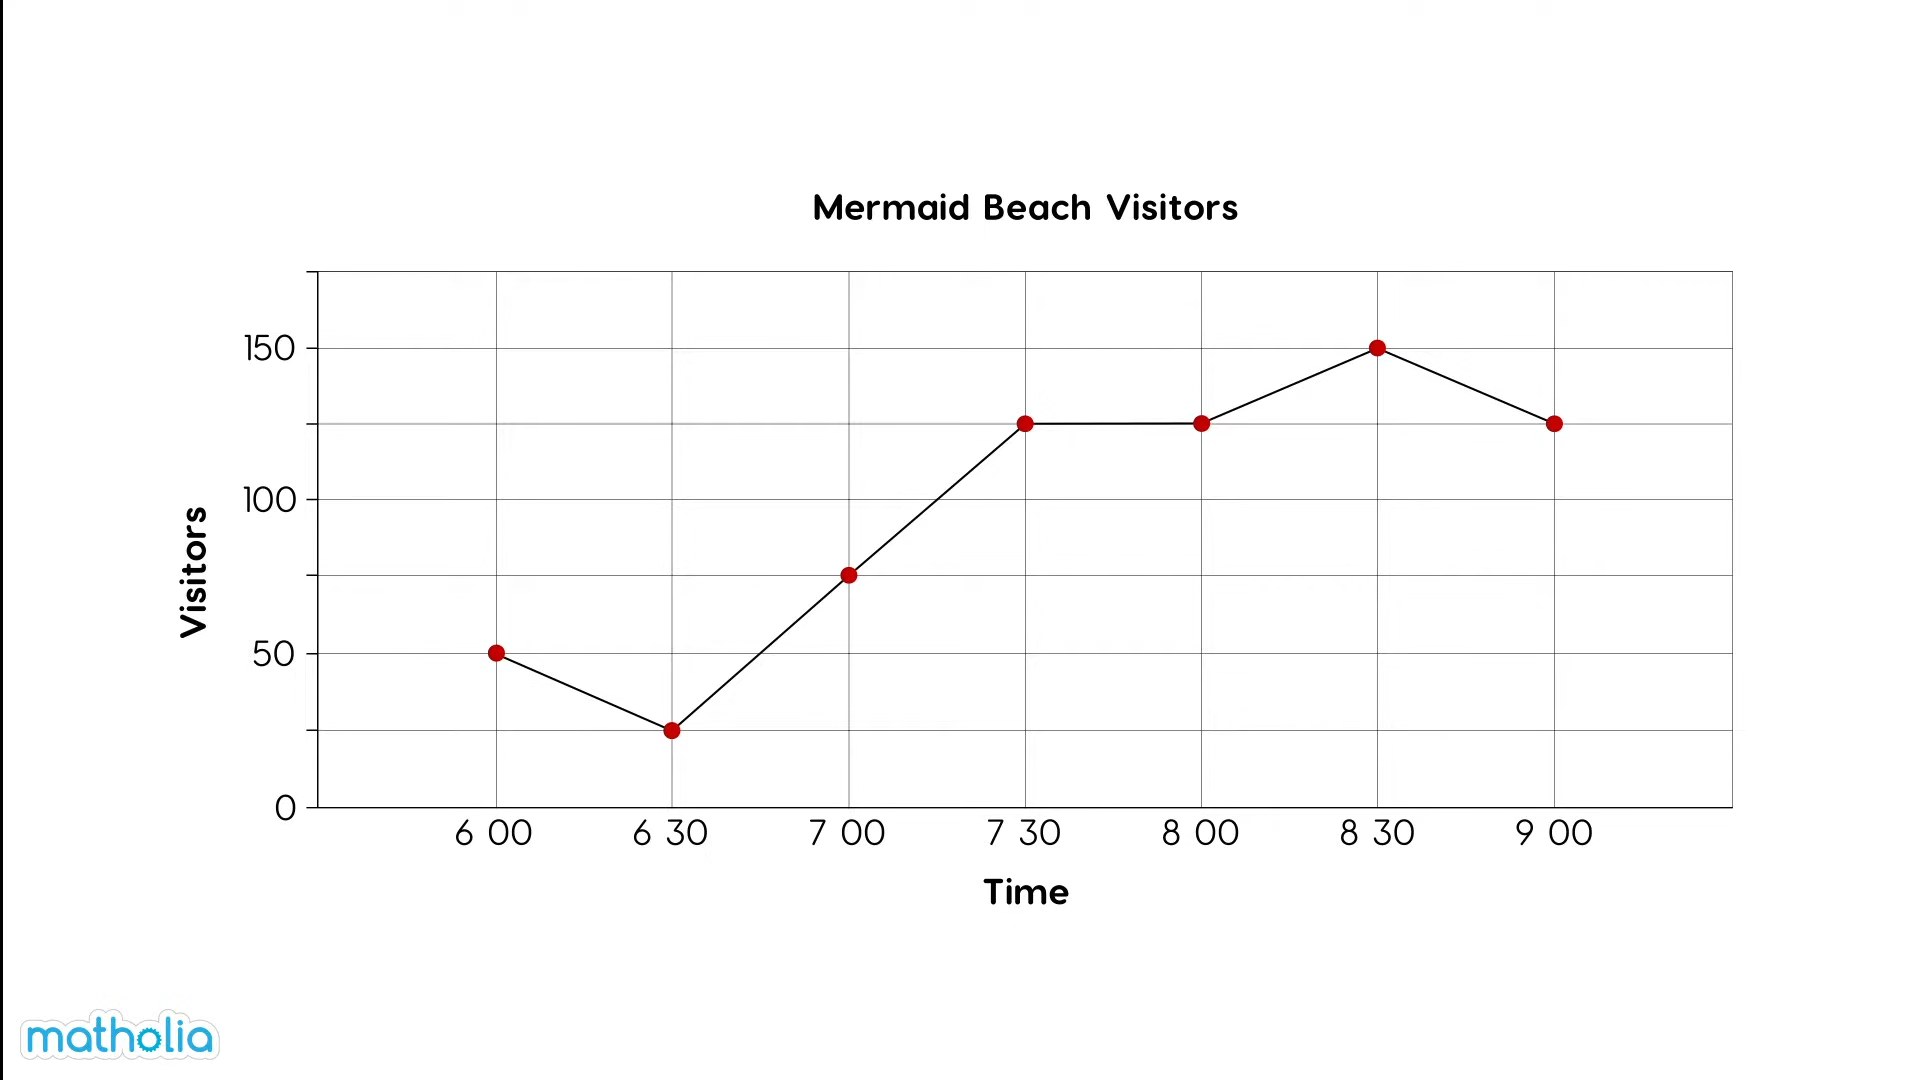 Mermaid Beach Visitors
150
100
50
0
Visitors
6 00 6 30 7 00 7 30 8 00 8 30 9 00
Time
matholia